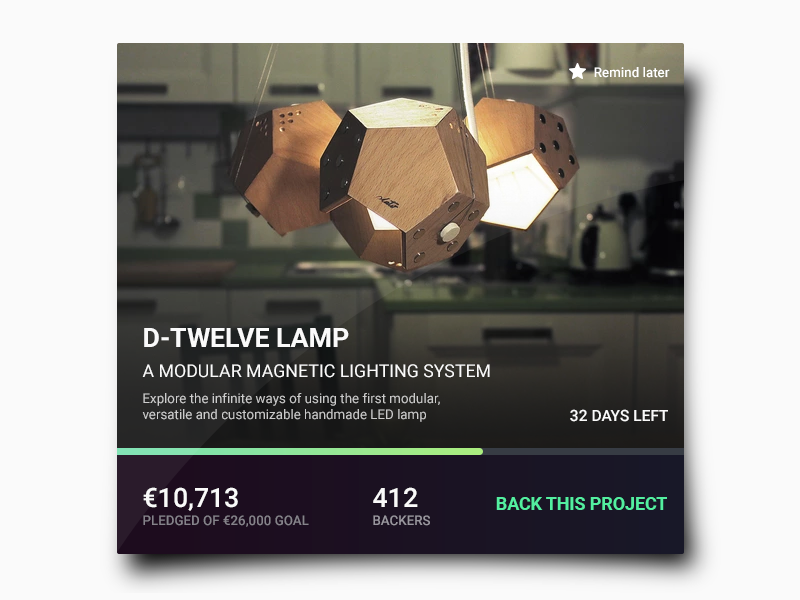 Remind later
D-TWELVE LAMP
A MODULAR MAGNETIC LIGHTING SYSTEM
Explore the infinite ways of using the first modular,
versatile and customizable handmade LED lamp
32 DAYS LEFT
€10,713
PLEDGED OF €26,000 GOAL
412
BACKERS
BACK THIS PROJECT